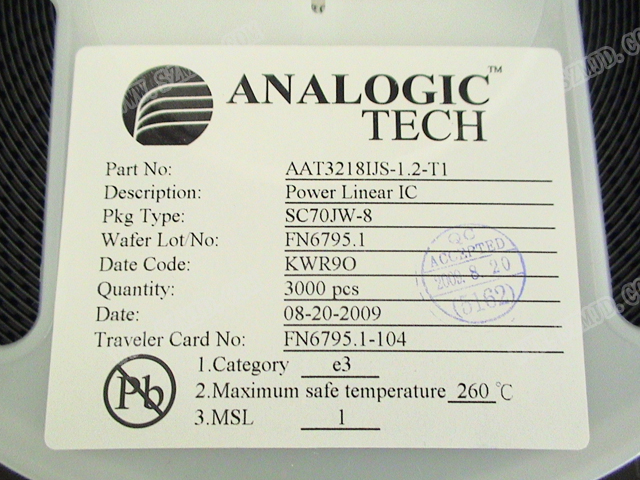 ANALOGIC™
TECH
Part No: AAT3218IJS-1.2-T1
Description: Power Linear IC
Pkg Type: SC70JW-8
Wafer Lot/No: FN6795.1
Date Code: KWR9O
Quantity: 3000 pcs
Date: 08-20-2009
Traveler Card No: FN6795.1-104
QC
ACCEPTED
2009. 8. 20
(5162)
Pb
1.Category e3
2.Maximum safe temperature 260 ℃
3.MSL 1